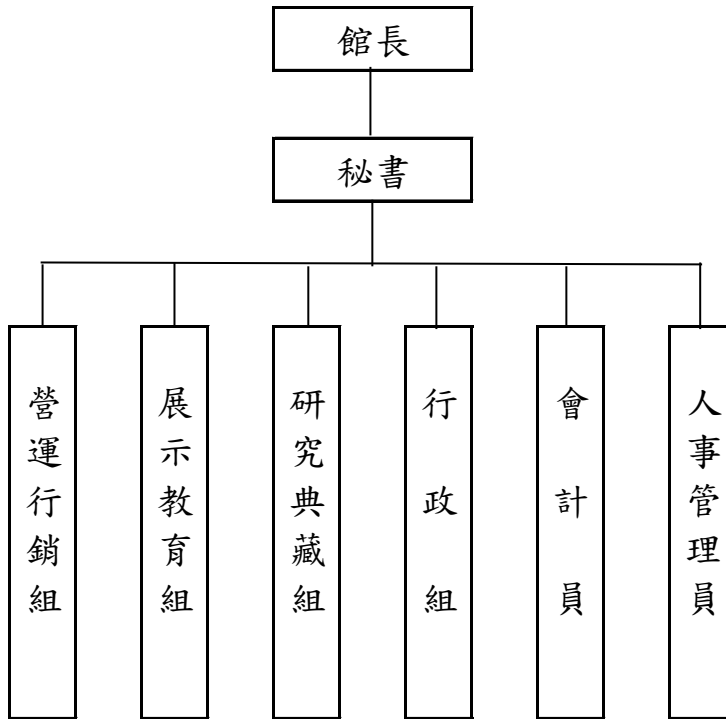 館長
秘書
營運行銷組
展示教育組
研究典藏組
行政組
會計員
人事管理員